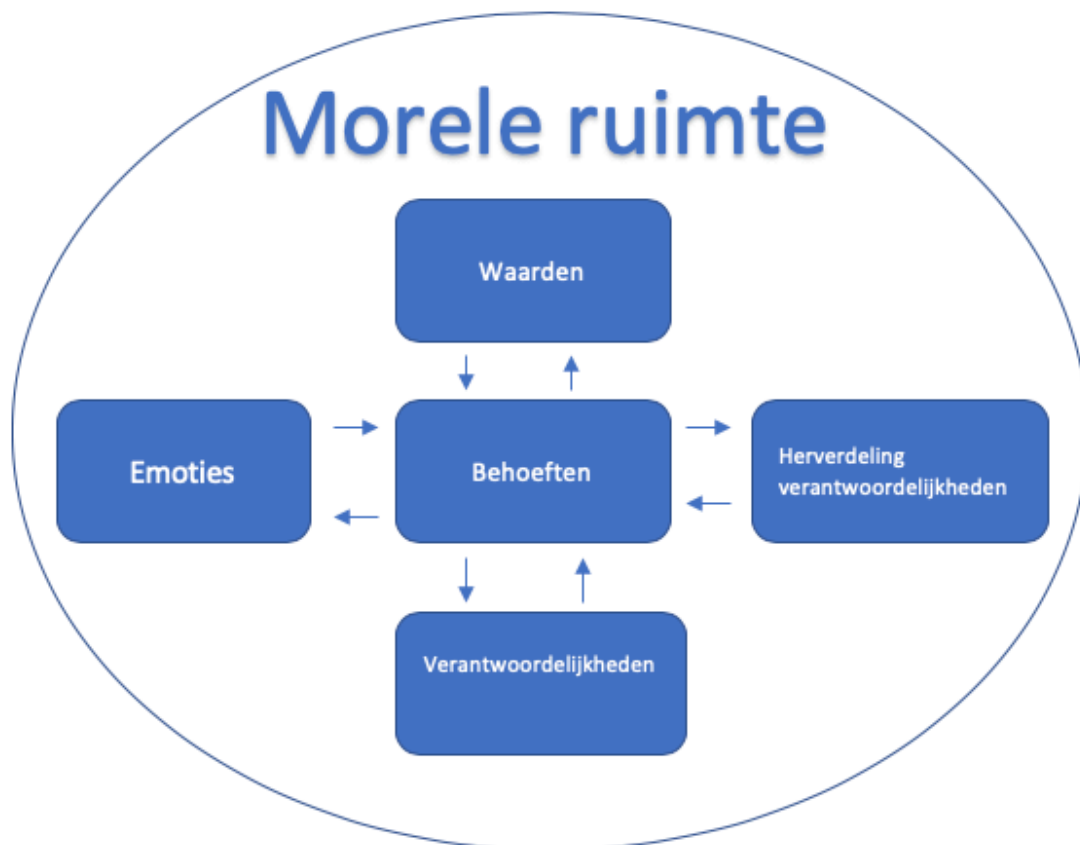 Morele ruimte
Waarden
Emoties
Behoeften
Herverdeling
verantwoordelijkheden
Verantwoordelijkheden